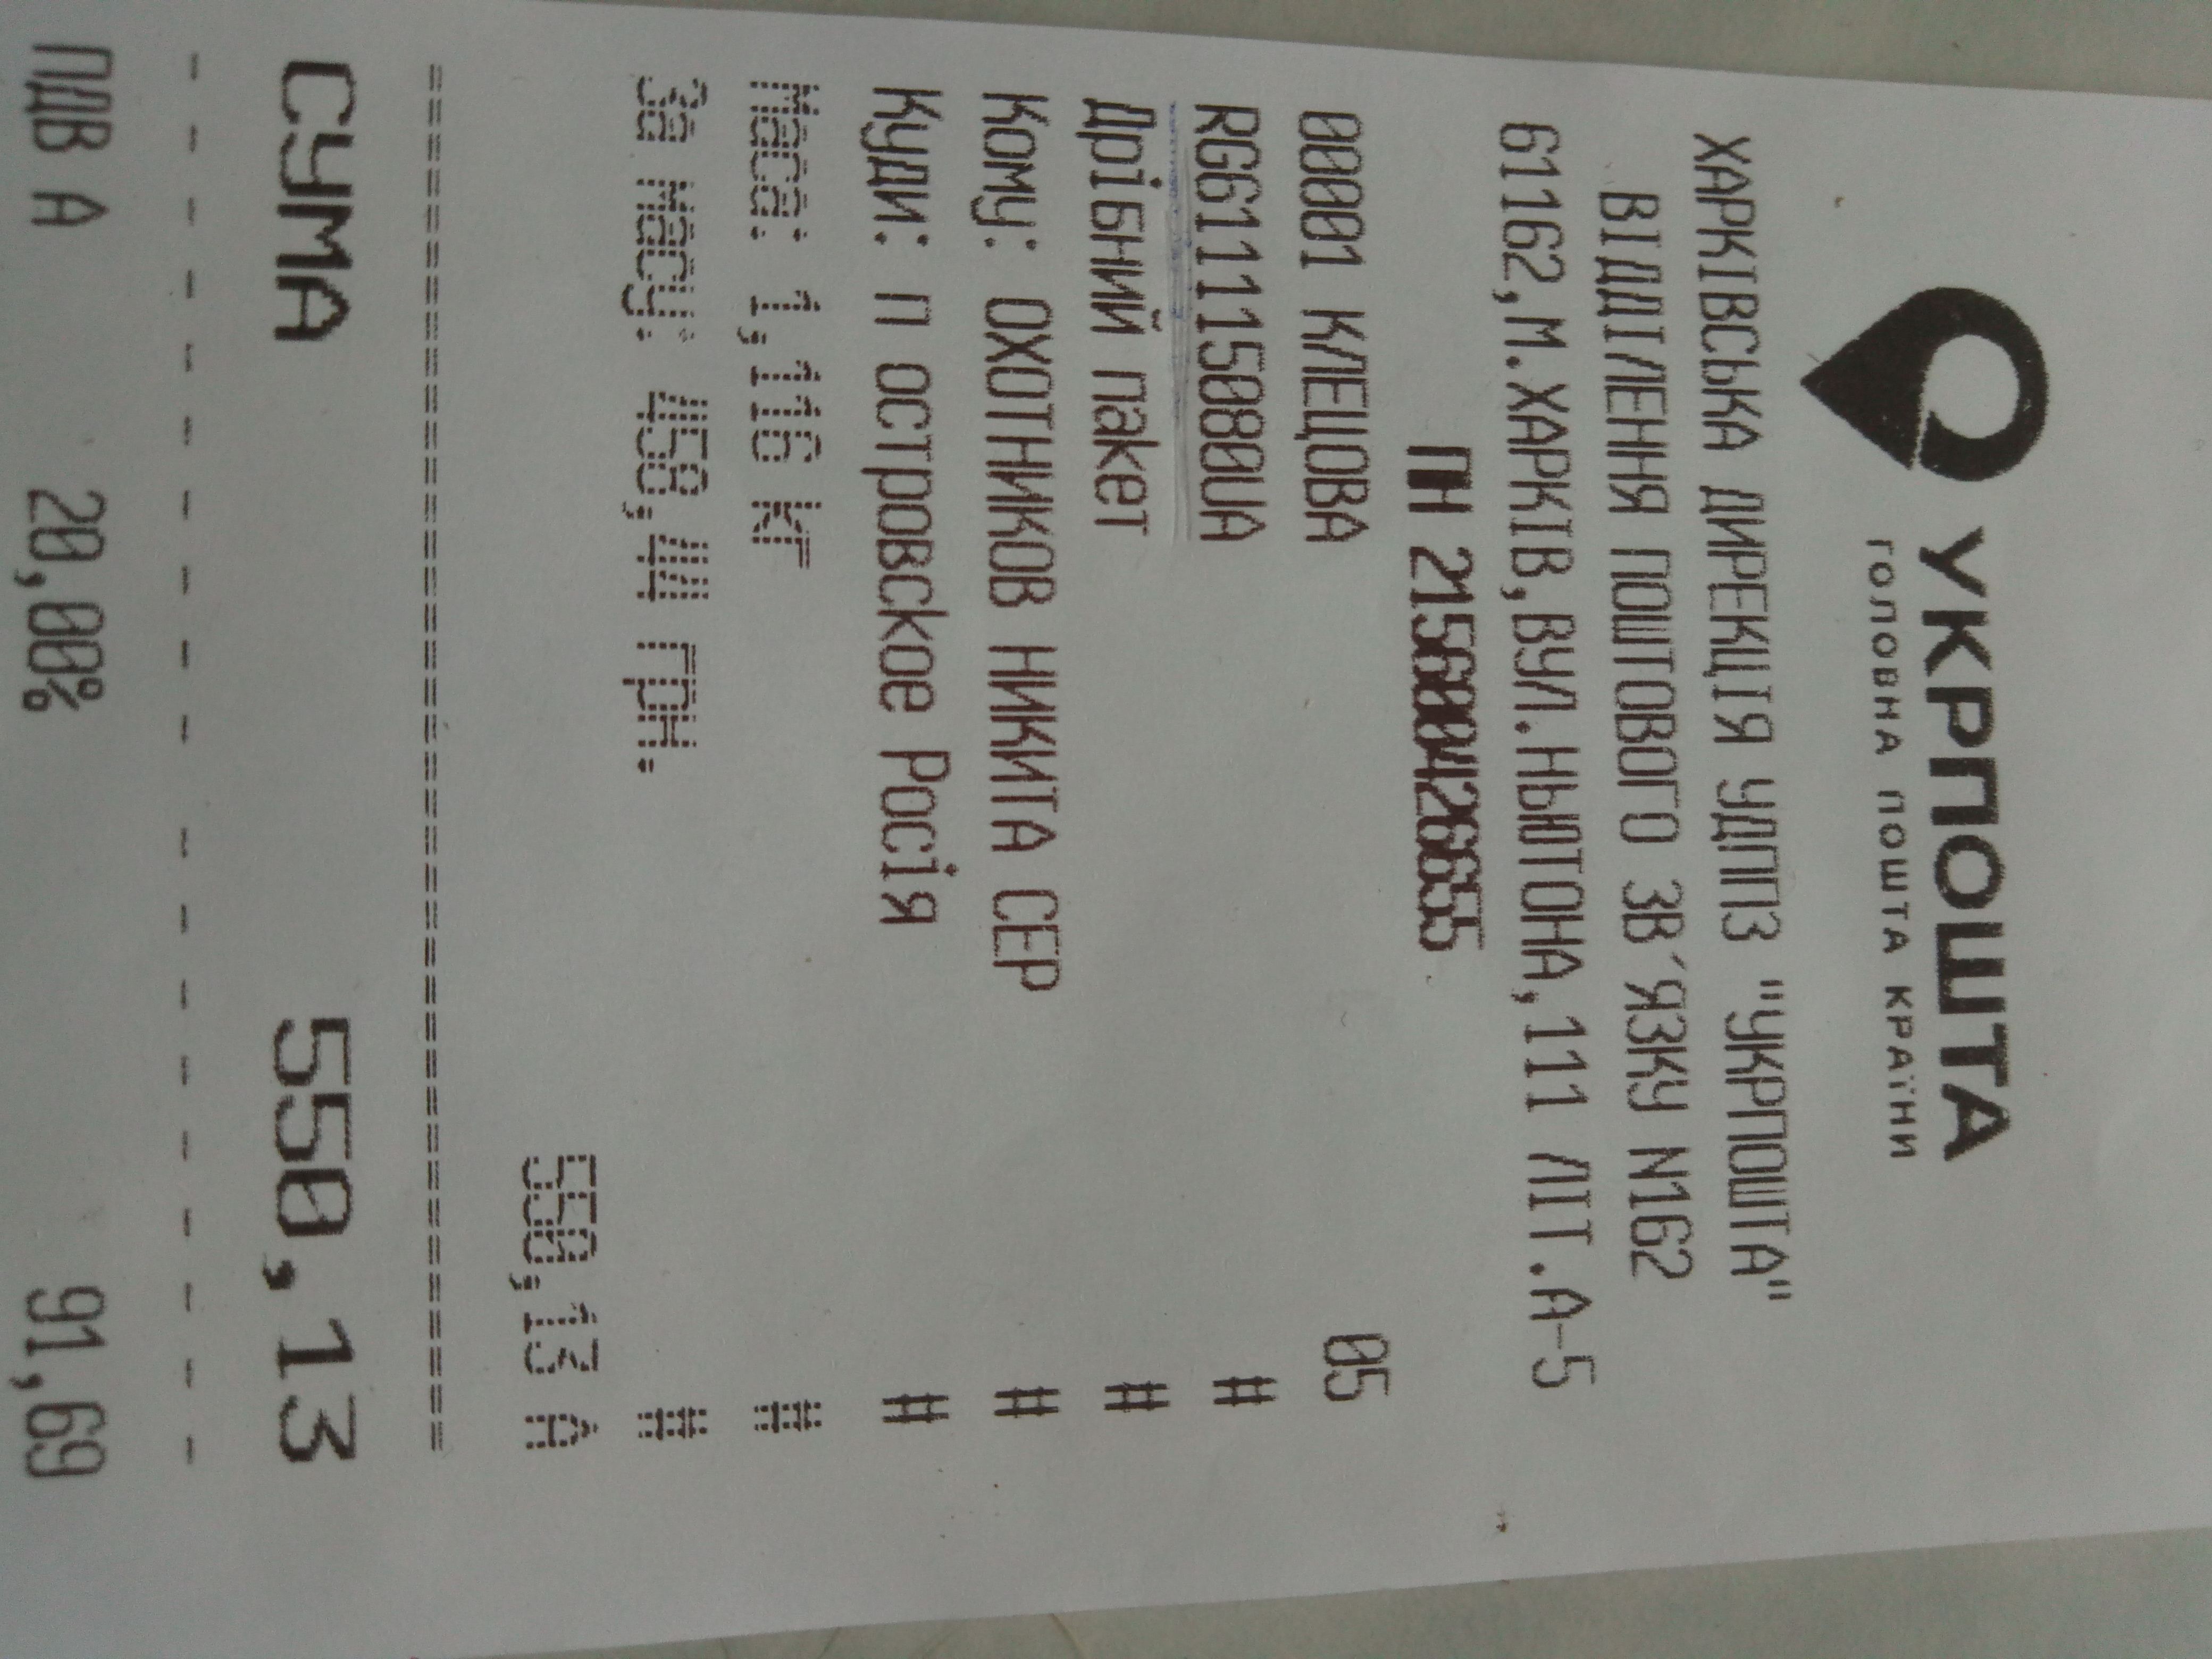 УКРПОШТА
ГОЛОВНА ПОШТА КРАЇНИ
ХАРКІВСЬКА ДИРЕКЦІЯ УДППЗ "УКРПОШТА"
ВІДДІЛЕННЯ ПОШТОВОГО ЗВ´ЯЗКУ N162
61162,М.ХАРКІВ,ВУЛ.НЬЮТОНА,111 ЛІТ.А-5
ПН 215600426655
00001 КЛЕЦОВА 05
RG611115080UA #
Дрібний пакет #
Кому: ОХОТНИКОВ НИКИТА СЕР #
Куди: п островское Росія #
Маса: 1,116 кг #
За масу: 458,44 грн. #
550,13 А
СУМА 550,13
ПДВ А 20,00% 91,69